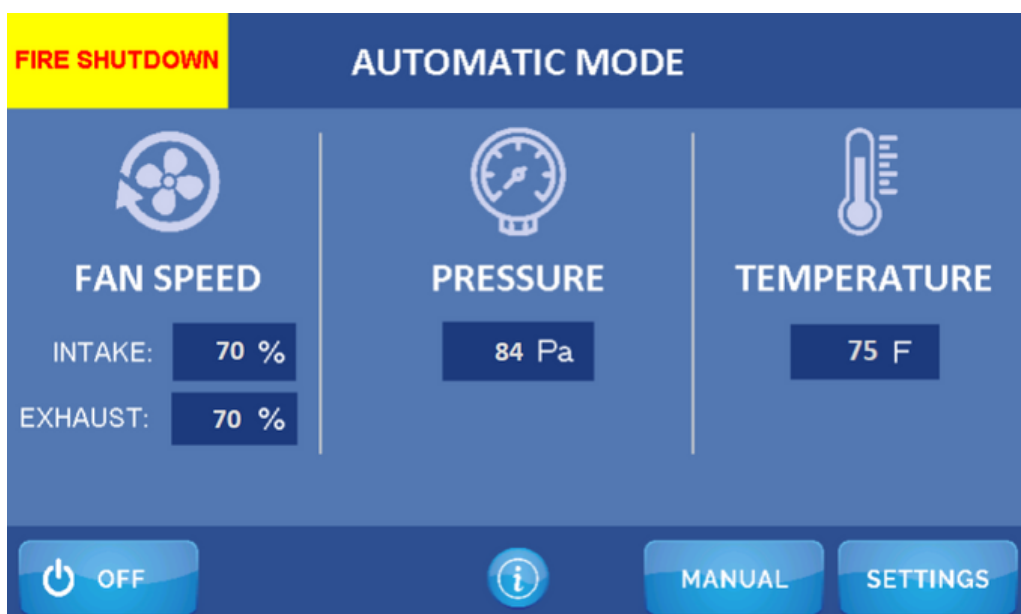 FIRE SHUTDOWN
AUTOMATIC MODE
FAN SPEED
INTAKE: 70 %
EXHAUST: 70 %
PRESSURE
84 Pa
TEMPERATURE
75 F
OFF
i
MANUAL
SETTINGS